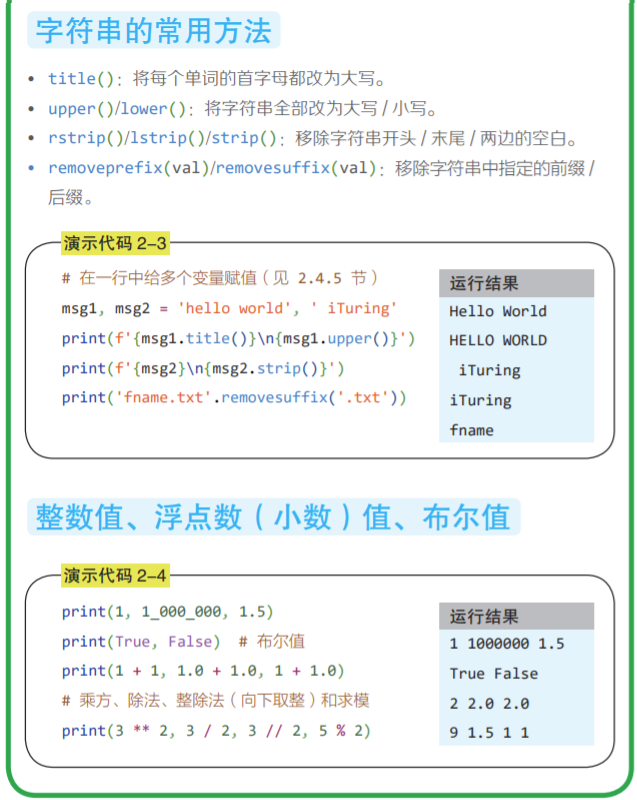 字符串的常用方法
• title()：将每个单词的首字母都改为大写。
• upper()/lower()：将字符串全部改为大写 / 小写。
• rstrip()/lstrip()/strip()：移除字符串开头 / 末尾 / 两边的空白。
• removeprefix(val)/removesuffix(val)：移除字符串中指定的前缀 /
后缀。
演示代码 2-3
# 在一行中给多个变量赋值（见 2.4.5 节）
msg1, msg2 = 'hello world', ' iTuring'
print(f'{msg1.title()}\n{msg1.upper()}')
print(f'{msg2}\n{msg2.strip()}')
print('fname.txt'.removesuffix('.txt'))
运行结果
Hello World
HELLO WORLD
 iTuring
iTuring
fname
整数值、浮点数（小数）值、布尔值
演示代码 2-4
print(1, 1_000_000, 1.5)
print(True, False)  # 布尔值
print(1 + 1, 1.0 + 1.0, 1 + 1.0)
# 乘方、除法、整除法（向下取整）和求模
print(3 ** 2, 3 / 2, 3 // 2, 5 % 2)
运行结果
1 1000000 1.5
True False
2 2.0 2.0
9 1.5 1 1